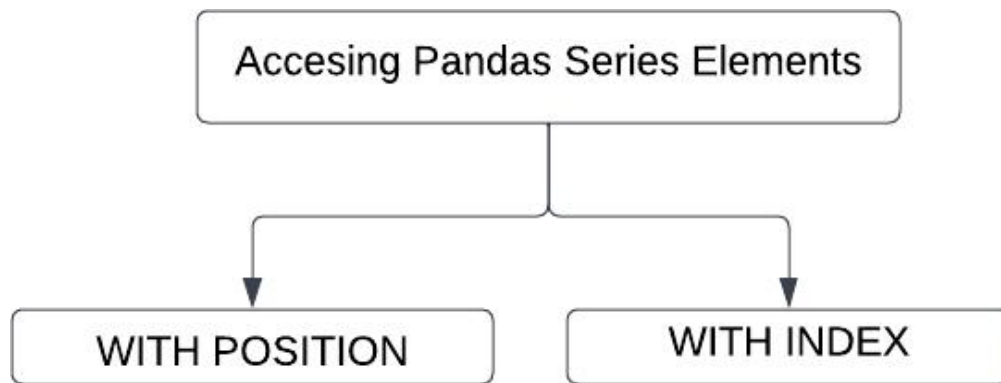 Accesing Pandas Series Elements
WITH POSITION
WITH INDEX